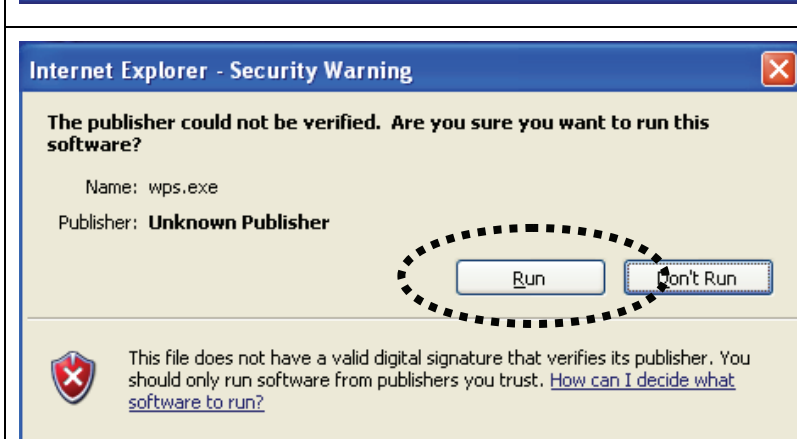 Internet Explorer - Security Warning
The publisher could not be verified.  Are you sure you want to run this
software?
Name: wps.exe
Publisher: Unknown Publisher
Run Don't Run
This file does not have a valid digital signature that verifies its publisher. You
should only run software from publishers you trust. How can I decide what
software to run?